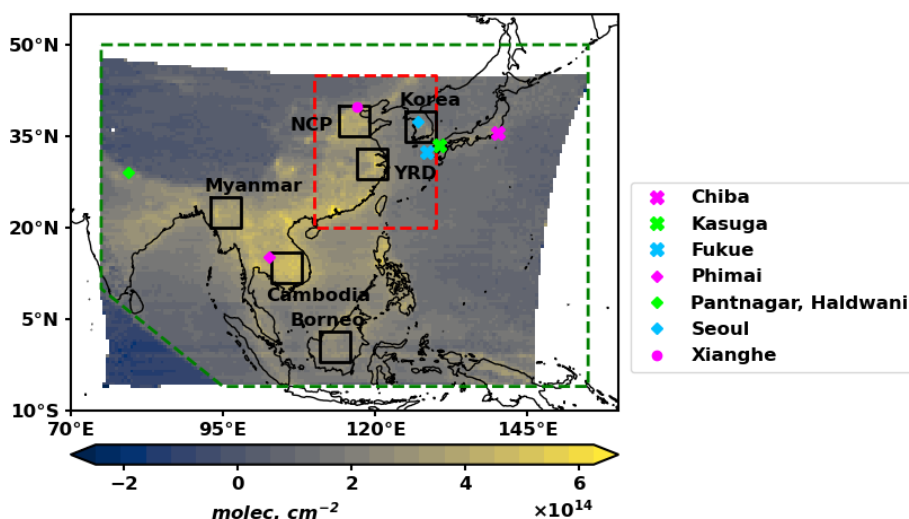 50°N
35°N
20°N
5°N
10°S
70°E 95°E 120°E 145°E
NCP
Korea
YRD
Myanmar
Cambodia
Borneo
Chiba
Kasuga
Fukue
Phimai
Pantnagar, Haldwani
Seoul
Xianghe
−2 0 2 4 6
molec. cm⁻² ×10¹⁴